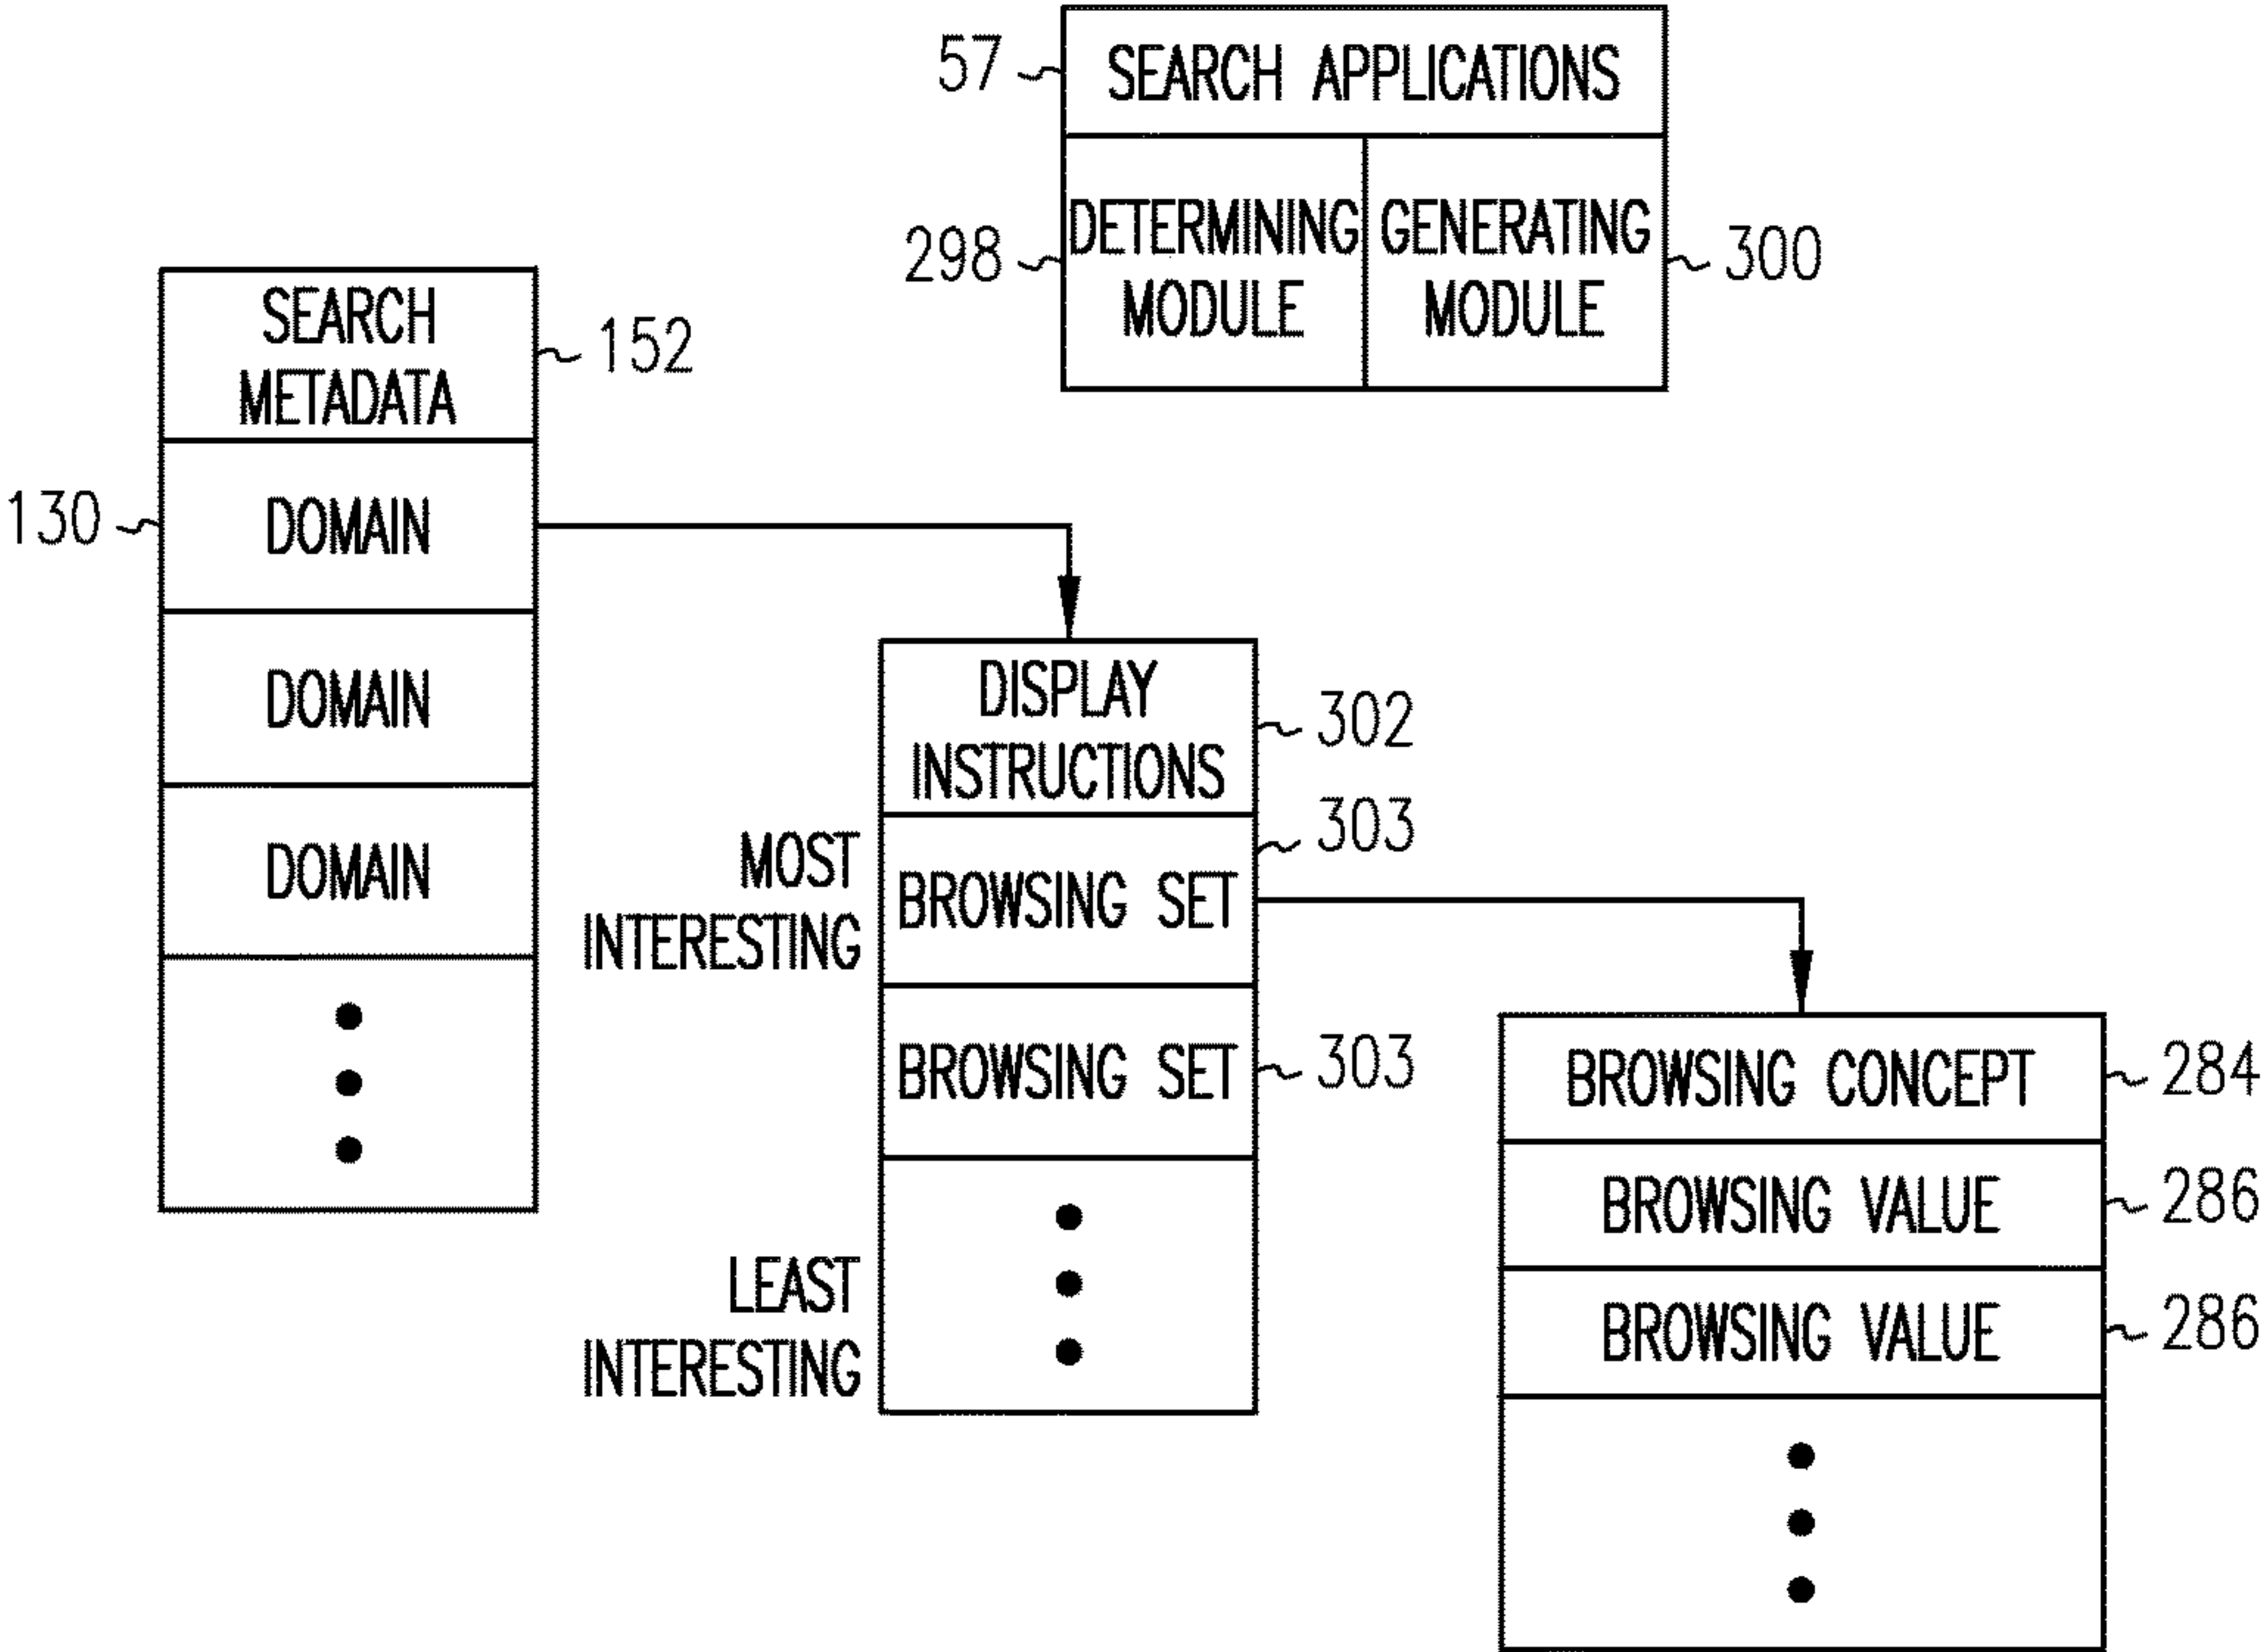 57
SEARCH APPLICATIONS
298
DETERMINING
MODULE
GENERATING
MODULE
300
SEARCH
METADATA
152
130
DOMAIN
DOMAIN
DOMAIN
DISPLAY
INSTRUCTIONS
302
MOST
INTERESTING
BROWSING SET
303
BROWSING SET
303
LEAST
INTERESTING
BROWSING CONCEPT
284
BROWSING VALUE
286
BROWSING VALUE
286